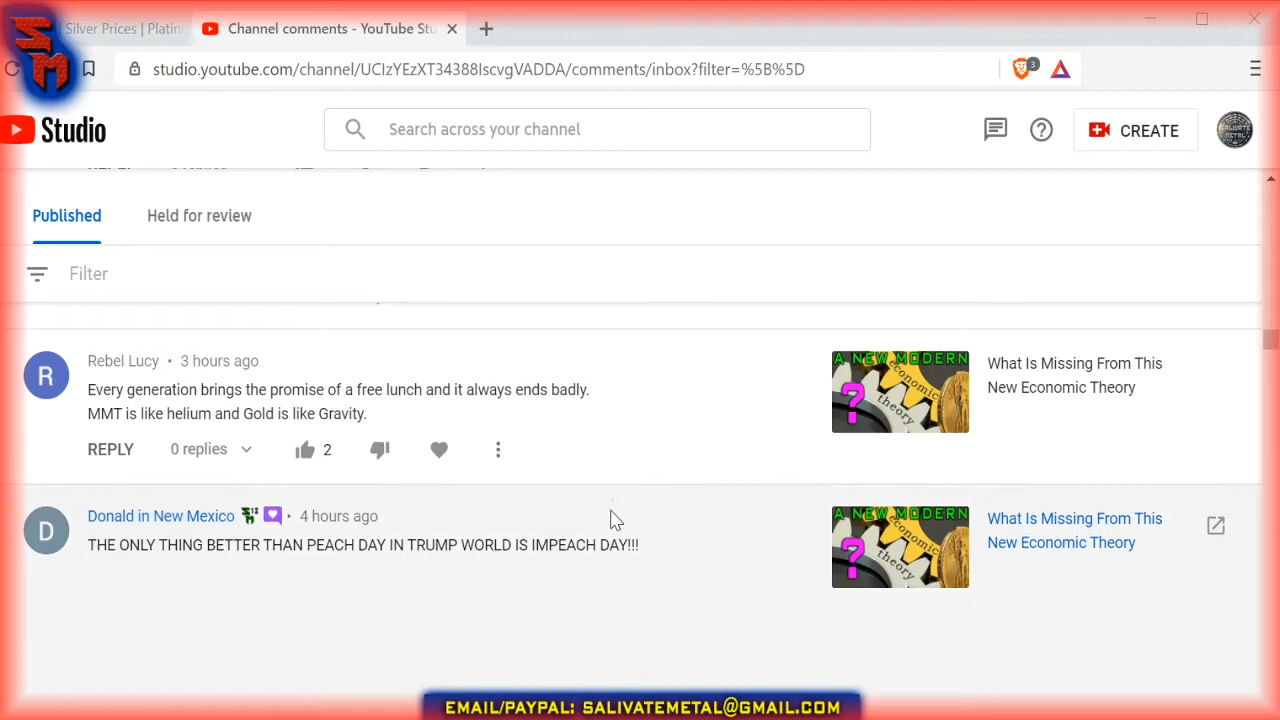 SM
Silver Prices | Platin
Channel comments - YouTube Stu
studio.youtube.com/channel/UCIzYEzXT34388IscvgVADDA/comments/inbox?filter=%5B%5D
3
Studio
Search across your channel
CREATE
SALIVATE
METAL
Published
Held for review
Filter
R
Rebel Lucy • 3 hours ago
Every generation brings the promise of a free lunch and it always ends badly.
MMT is like helium and Gold is like Gravity.
REPLY
0 replies
2
A NEW MODERN
economic
theory
?
What Is Missing From This
New Economic Theory
D
Donald in New Mexico • 4 hours ago
THE ONLY THING BETTER THAN PEACH DAY IN TRUMP WORLD IS IMPEACH DAY!!!
A NEW MODERN
economic
theory
?
What Is Missing From This
New Economic Theory
EMAIL/PAYPAL: SALIVATEMETAL@GMAIL.COM